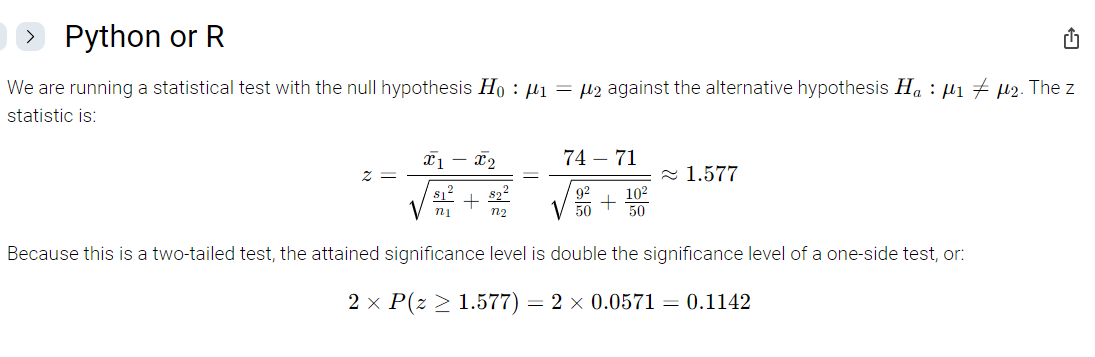 Python or R
We are running a statistical test with the null hypothesis H₀ : μ₁ = μ₂ against the alternative hypothesis Hₐ : μ₁ ≠ μ₂. The z
statistic is:
z = (x̄₁ − x̄₂) / √(s₁²/n₁ + s₂²/n₂) = (74 − 71) / √(9²/50 + 10²/50) ≈ 1.577
Because this is a two-tailed test, the attained significance level is double the significance level of a one-side test, or:
2 × P(z ≥ 1.577) = 2 × 0.0571 = 0.1142